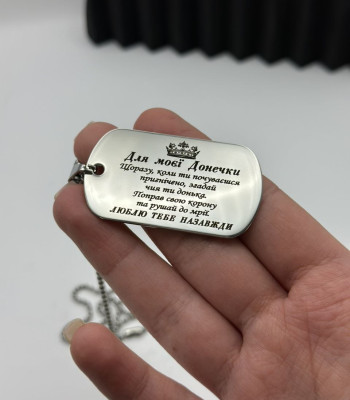 Для моєї Донечки
Щоразу, коли ти почуваєшся
пригнічено, згадай
чия ти донька.
Поправ свою корону
та рушай до мрії.
ЛЮБЛЮ ТЕБЕ НАЗАВЖДИ